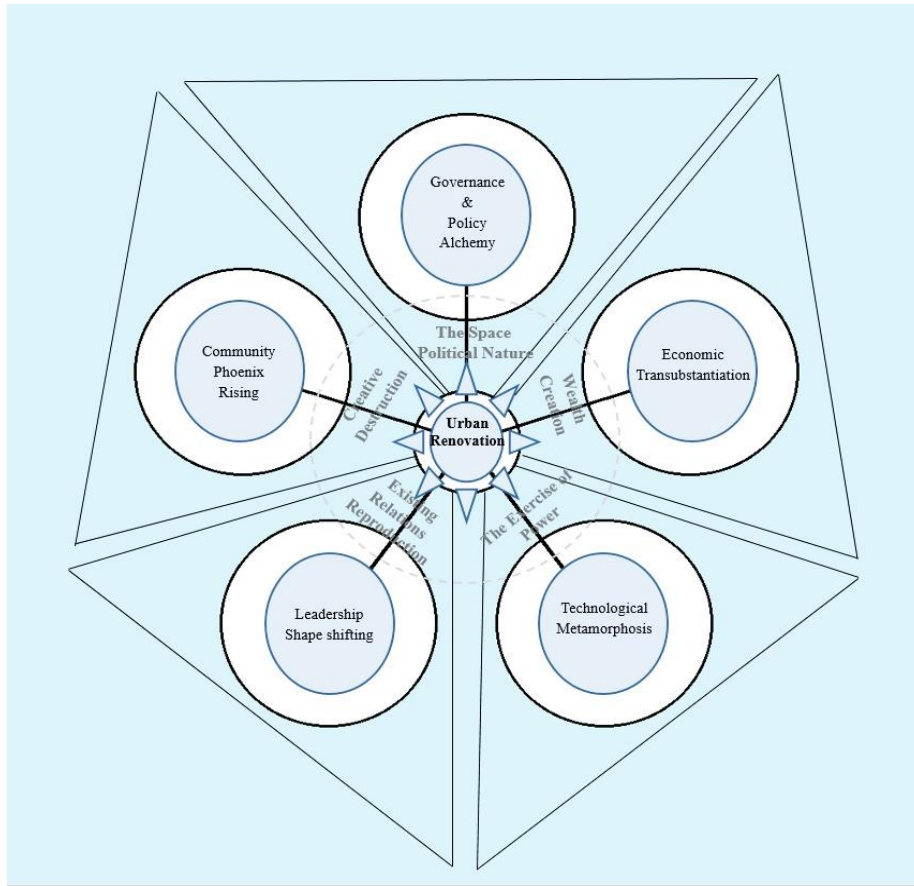 Governance
&
Policy
Alchemy
The Space
Political Nature
Community
Phoenix
Rising
Creative
Destruction
Economic
Transubstantiation
Wealth
Creation
Urban
Renovation
Existing
Relations
Reproduction
The Exercise of
Power
Leadership
Shape shifting
Technological
Metamorphosis